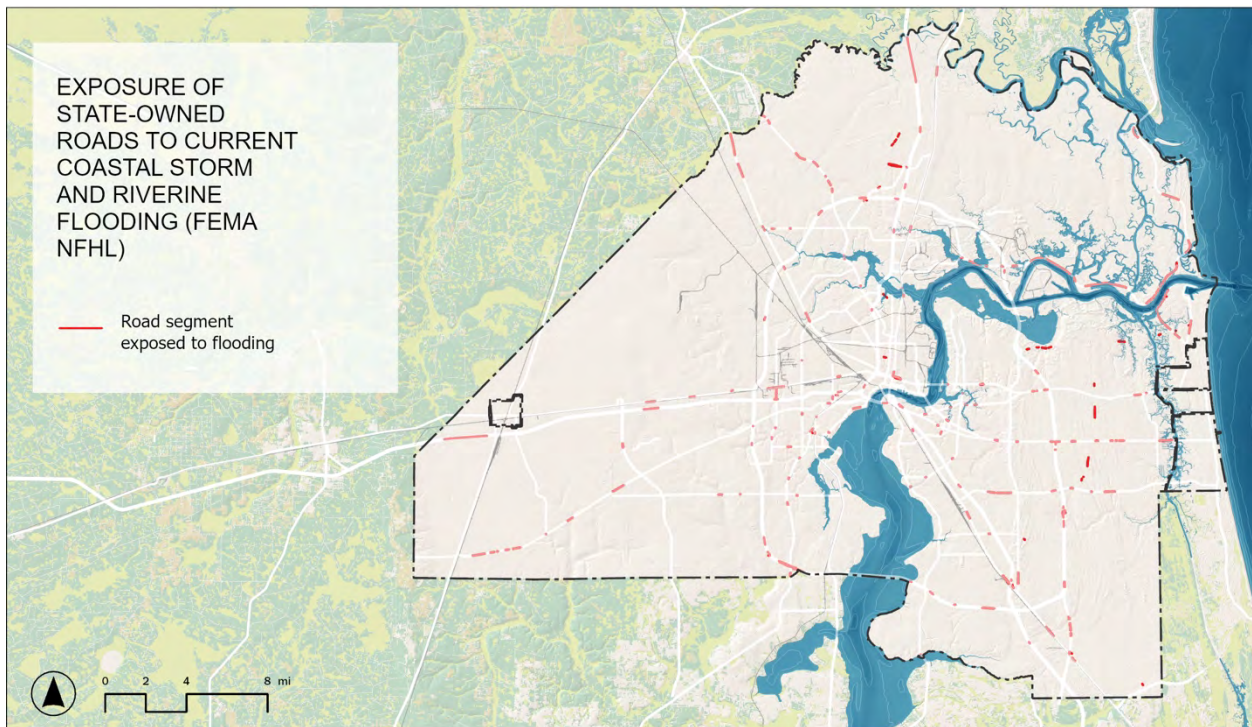 EXPOSURE OF
STATE-OWNED
ROADS TO CURRENT
COASTAL STORM
AND RIVERINE
FLOODING (FEMA
NFHL)
Road segment
exposed to flooding
0 2 4 8 mi